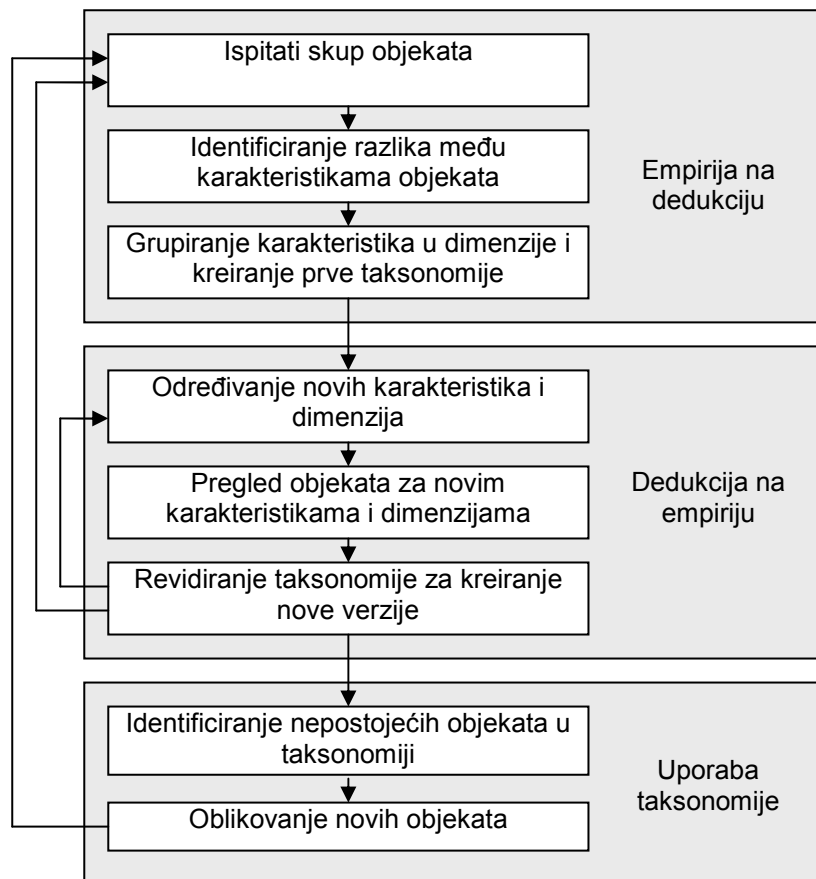 Ispitati skup objekata
Identificiranje razlika među
karakteristikama objekata
Grupiranje karakteristika u dimenzije i
kreiranje prve taksonomije
Empirija na
dedukciju
Određivanje novih karakteristika i
dimenzija
Pregled objekata za novim
karakteristikama i dimenzijama
Revidiranje taksonomije za kreiranje
nove verzije
Dedukcija na
empiriju
Identificiranje nepostojećih objekata u
taksonomiji
Oblikovanje novih objekata
Uporaba
taksonomije